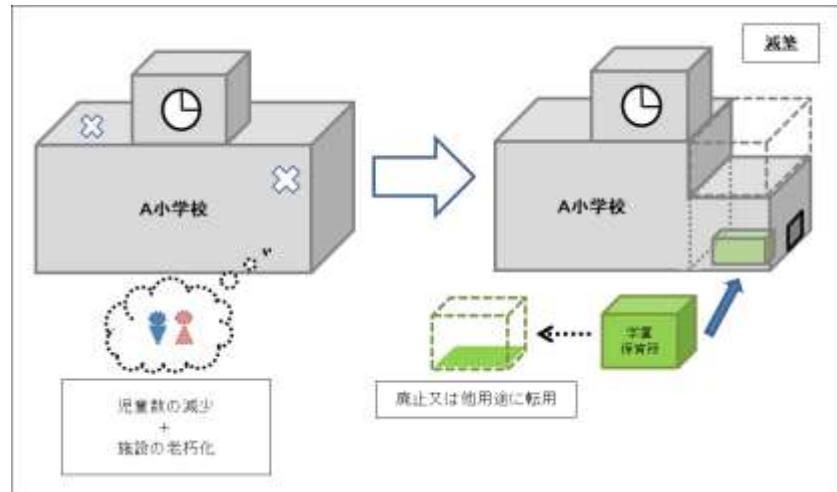 減築
A小学校
A小学校
児童数の減少
+
施設の老朽化
学童
保育所
廃止又は他用途に転用